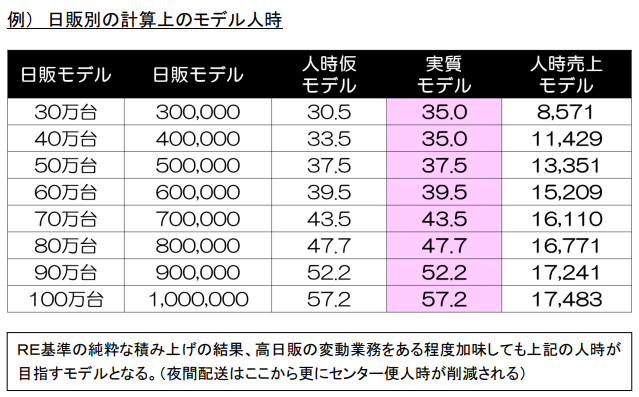 例） 日販別の計算上のモデル人時
日販モデル 日販モデル 人時仮モデル 実質モデル 人時売上モデル
30万台 300,000 30.5 35.0 8,571
40万台 400,000 33.5 35.0 11,429
50万台 500,000 37.5 37.5 13,351
60万台 600,000 39.5 39.5 15,209
70万台 700,000 43.5 43.5 16,110
80万台 800,000 47.7 47.7 16,771
90万台 900,000 52.2 52.2 17,241
100万台 1,000,000 57.2 57.2 17,483
ＲＥ基準の純粋な積み上げの結果、高日販の変動業務をある程度加味しても上記の人時が
目指すモデルとなる。（夜間配送はここから更にセンター便人時が削減される）